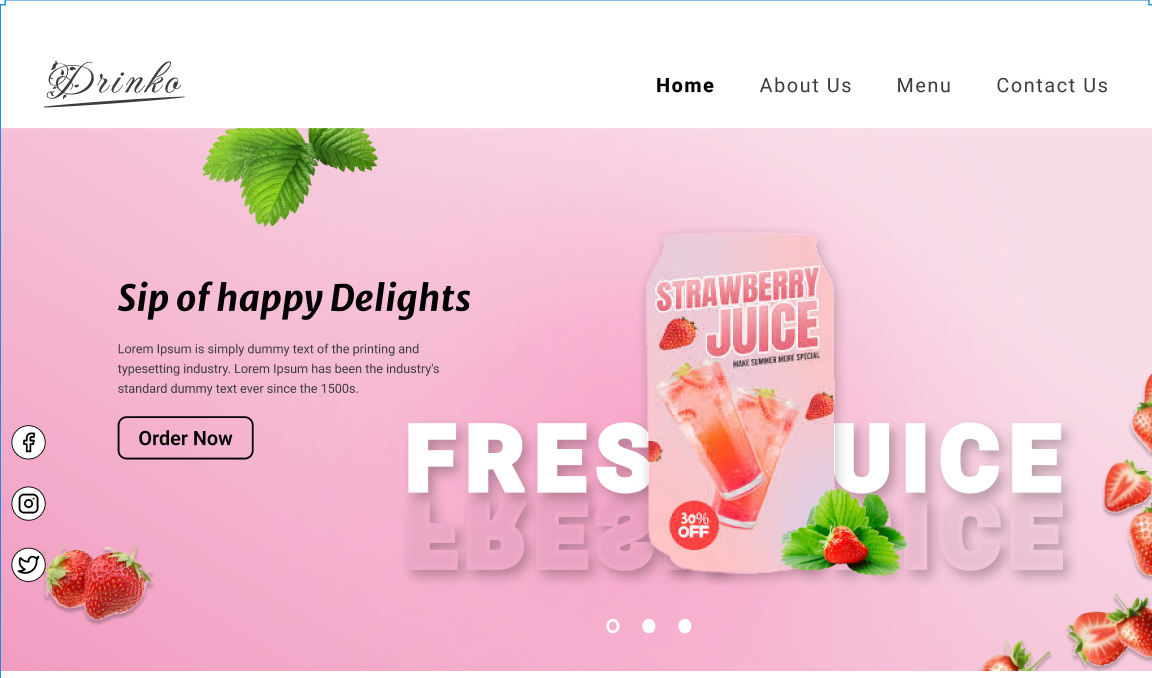 Drinko
Home About Us Menu Contact Us
Sip of happy Delights
Lorem Ipsum is simply dummy text of the printing and
typesetting industry. Lorem Ipsum has been the industry's
standard dummy text ever since the 1500s.
Order Now
STRAWBERRY
JUICE
MAKE SUMMER MORE SPECIAL
FRES UICE
FRES ICE
30%
OFF